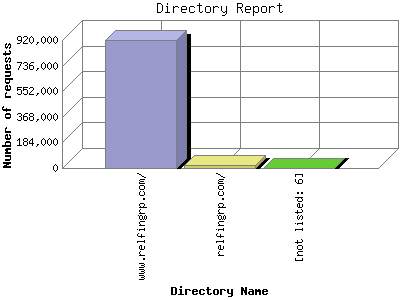 Directory Report
Number of requests
920,000
736,000
552,000
368,000
184,000
0
www.relfingrp.com/
relfingrp.com/
[not listed: 6]
Directory Name